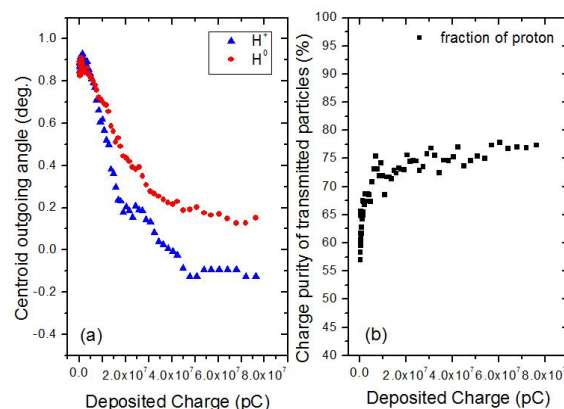 Centroid outgoing angle (deg.)
1.0
0.8
0.6
0.4
0.2
0.0
-0.2
-0.4
H⁺
H⁰
(a)
0.0 2.0x10⁷ 4.0x10⁷ 6.0x10⁷ 8.0x10⁷
Deposited Charge (pC)
Charge purity of transmitted particles (%)
100
95
90
85
80
75
70
65
60
55
50
45
40
fraction of proton
(b)
0.0 2.0x10⁷ 4.0x10⁷ 6.0x10⁷ 8.0x10⁷
Deposited Charge (pC)